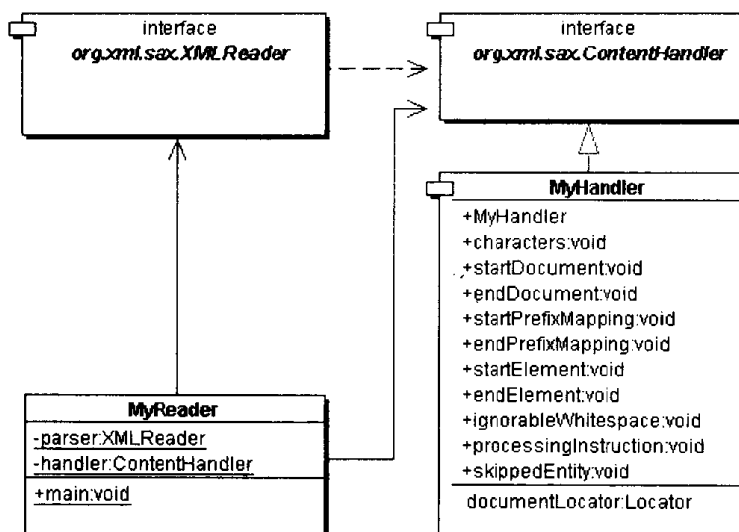 interface
org.xml.sax.XMLReader
interface
org.xml.sax.ContentHandler
MyHandler
+MyHandler
+characters:void
+startDocument:void
+endDocument:void
+startPrefixMapping:void
+endPrefixMapping:void
+startElement:void
+endElement:void
+ignorableWhitespace:void
+processingInstruction:void
+skippedEntity:void
documentLocator:Locator
MyReader
-parser:XMLReader
-handler:ContentHandler
+main:void